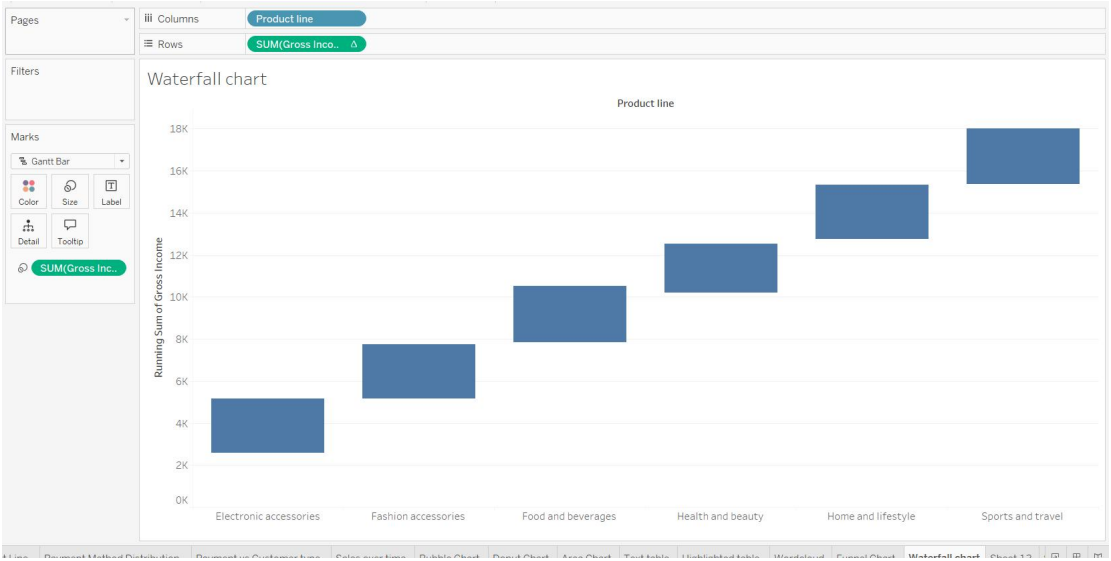 Pages
Columns
Product line
Rows
SUM(Gross Inco..
Filters
Waterfall chart
Product line
Marks
Gantt Bar
Color
Size
Label
Detail
Tooltip
SUM(Gross Inc..
Running Sum of Gross Income
18K
16K
14K
12K
10K
8K
6K
4K
2K
0K
Electronic accessories
Fashion accessories
Food and beverages
Health and beauty
Home and lifestyle
Sports and travel
Payment Method Distribution
Payment vs Customer type
Sales over time
Bubble Chart
Donut Chart
Area Chart
Text table
Highlighted table
Wordcloud
Funnel Chart
Waterfall chart
Sheet 12